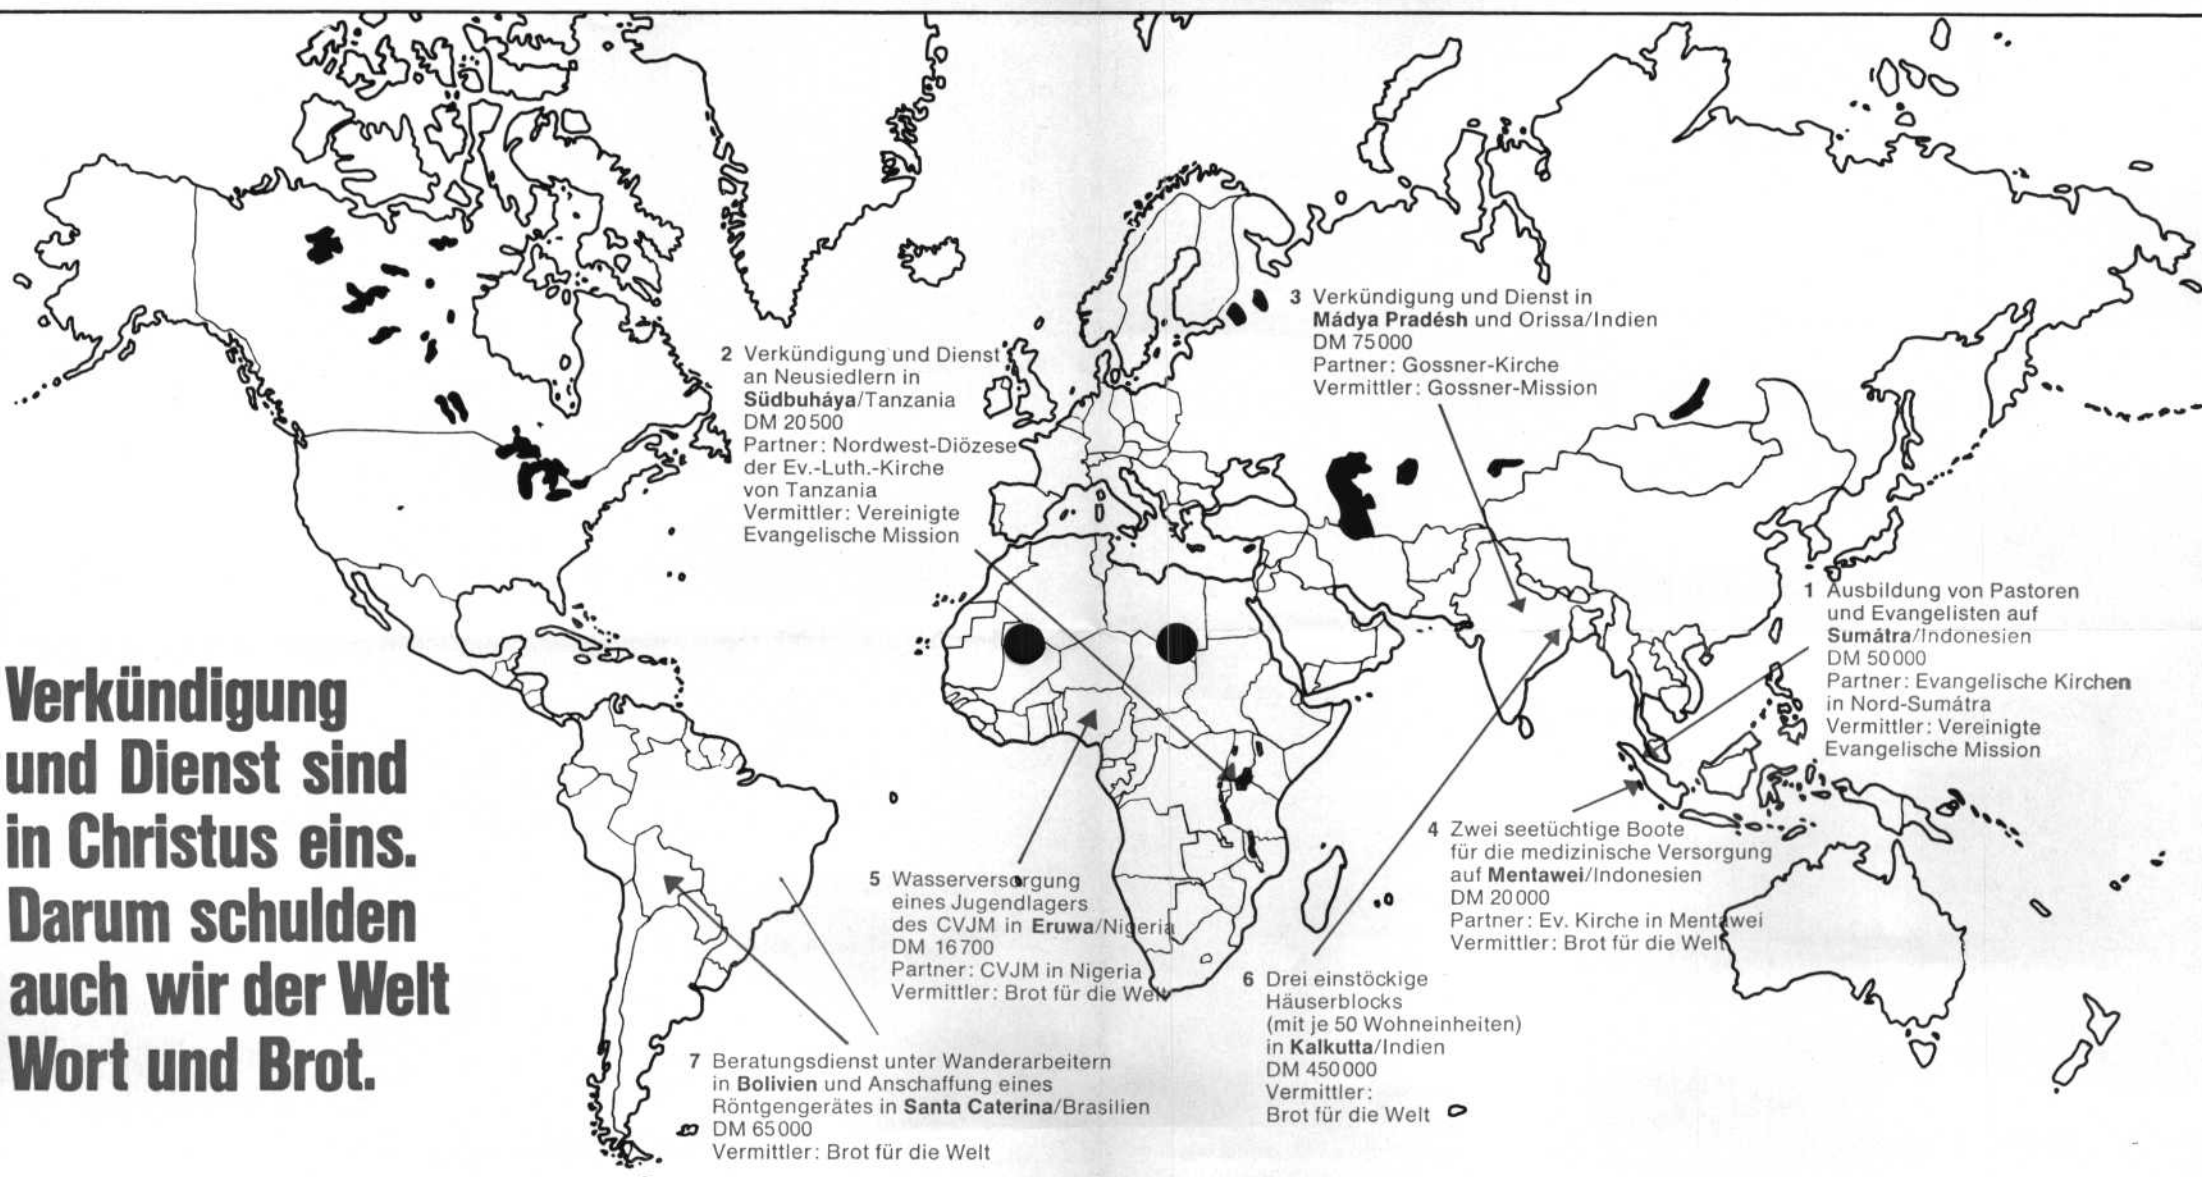 Verkündigung
und Dienst sind
in Christus eins.
Darum schulden
auch wir der Welt
Wort und Brot.
1 Ausbildung von Pastoren
und Evangelisten auf
Sumátra/Indonesien
DM 50000
Partner: Evangelische Kirchen
in Nord-Sumátra
Vermittler: Vereinigte
Evangelische Mission
2 Verkündigung und Dienst
an Neusiedlern in
Südbuháya/Tanzania
DM 20500
Partner: Nordwest-Diözese
der Ev.-Luth.-Kirche
von Tanzania
Vermittler: Vereinigte
Evangelische Mission
3 Verkündigung und Dienst in
Mádya Pradésh und Orissa/Indien
DM 75000
Partner: Gossner-Kirche
Vermittler: Gossner-Mission
4 Zwei seetüchtige Boote
für die medizinische Versorgung
auf Mentawei/Indonesien
DM 20000
Partner: Ev. Kirche in Mentawei
Vermittler: Brot für die Welt
5 Wasserversorgung
eines Jugendlagers
des CVJM in Eruwa/Nigeria
DM 16700
Partner: CVJM in Nigeria
Vermittler: Brot für die Welt
6 Drei einstöckige
Häuserblocks
(mit je 50 Wohneinheiten)
in Kalkutta/Indien
DM 450000
Vermittler:
Brot für die Welt
7 Beratungsdienst unter Wanderarbeitern
in Bolivien und Anschaffung eines
Röntgengerätes in Santa Caterina/Brasilien
DM 65000
Vermittler: Brot für die Welt